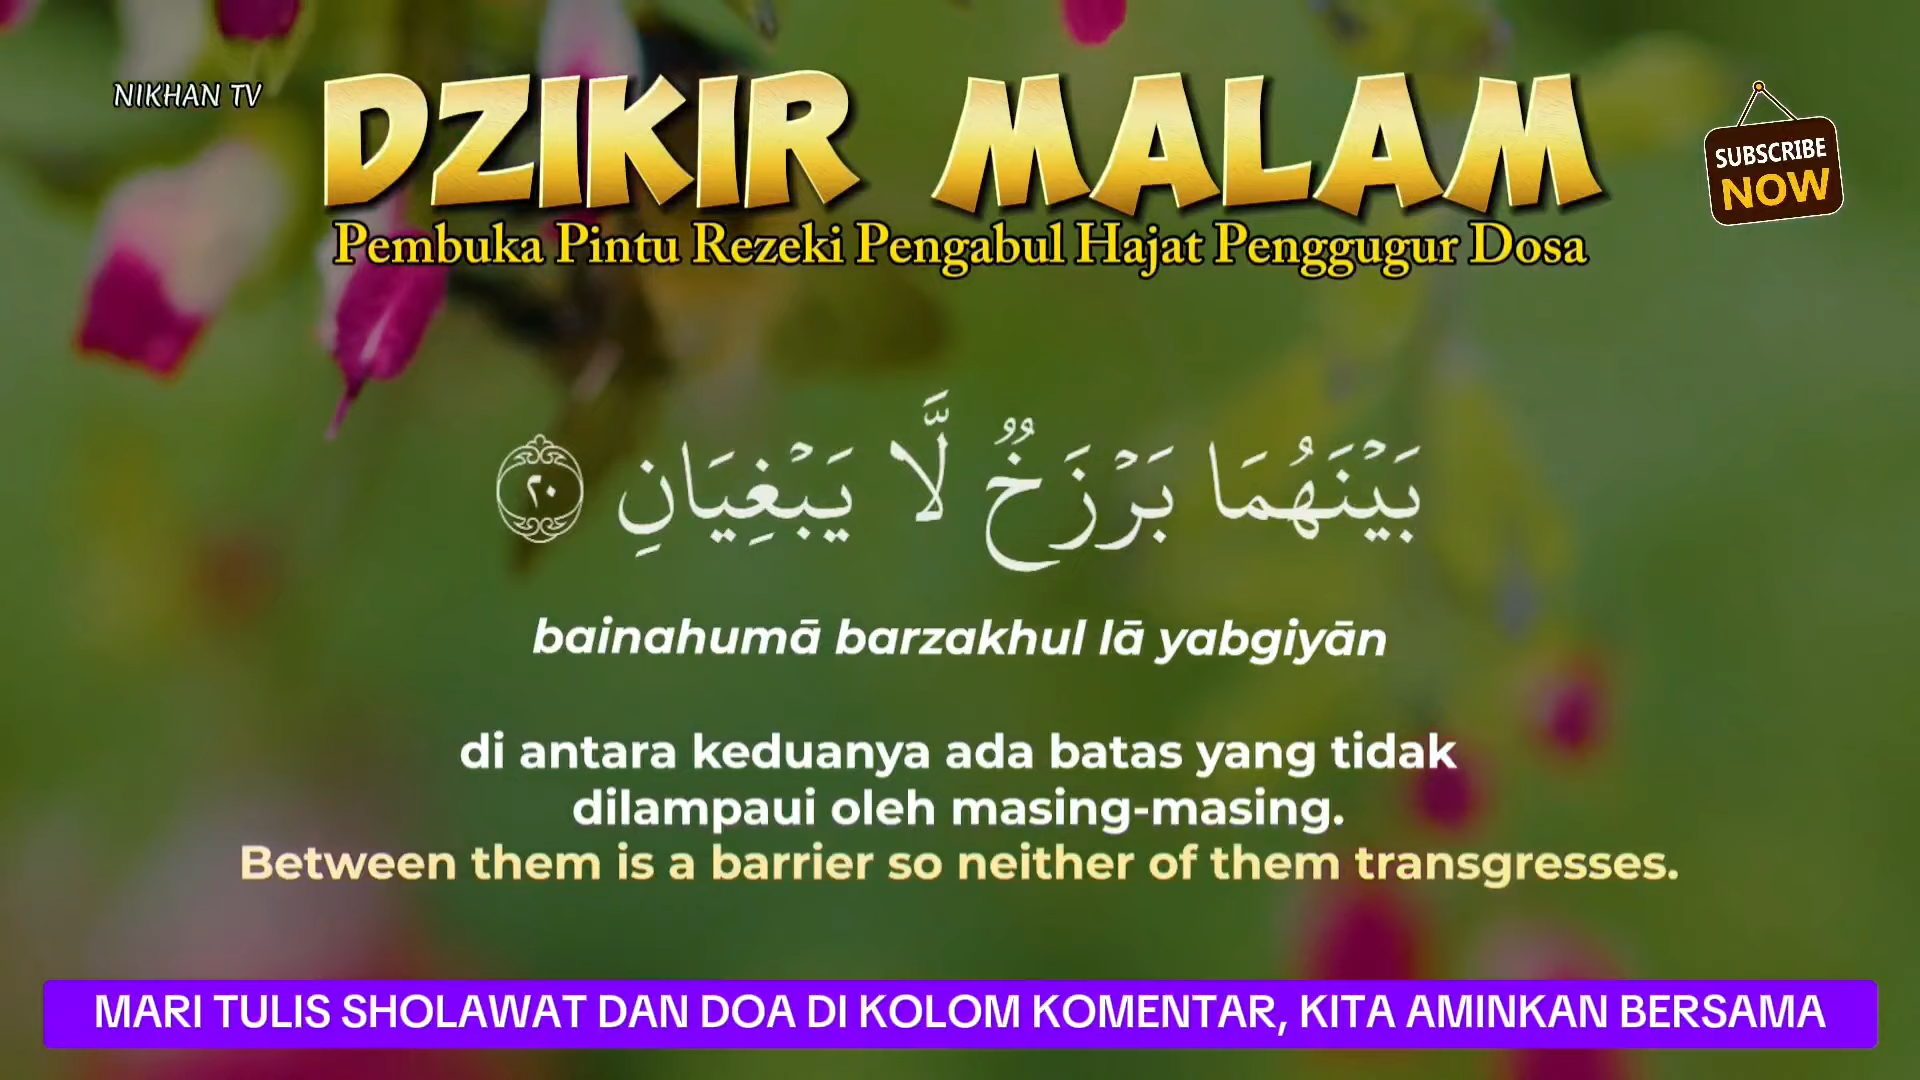 NIKHAN TV
DZIKIR MALAM
SUBSCRIBE
NOW
Pembuka Pintu Rezeki Pengabul Hajat Penggugur Dosa
بَيْنَهُمَا بَرْزَخٌ لَّا يَبْغِيَانِ ٢٠
bainahumā barzakhul lā yabgiyān
di antara keduanya ada batas yang tidak
dilampaui oleh masing-masing.
Between them is a barrier so neither of them transgresses.
MARI TULIS SHOLAWAT DAN DOA DI KOLOM KOMENTAR, KITA AMINKAN BERSAMA